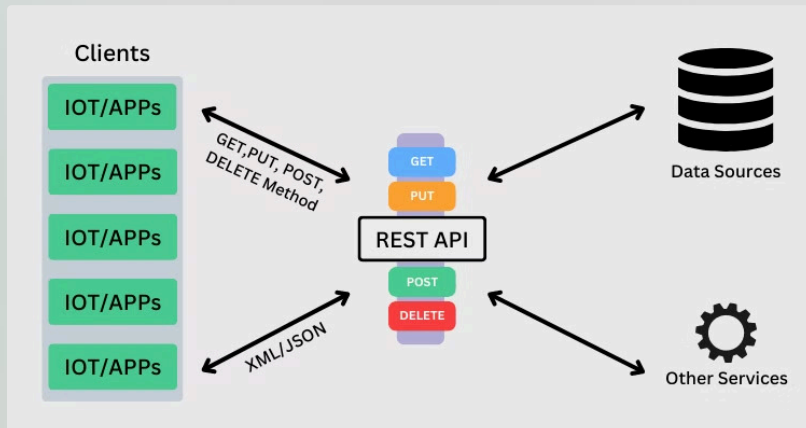 Clients
IOT/APPs
IOT/APPs
IOT/APPs
IOT/APPs
IOT/APPs
GET,PUT, POST,
DELETE Method
XML/JSON
GET
PUT
REST API
POST
DELETE
Data Sources
Other Services